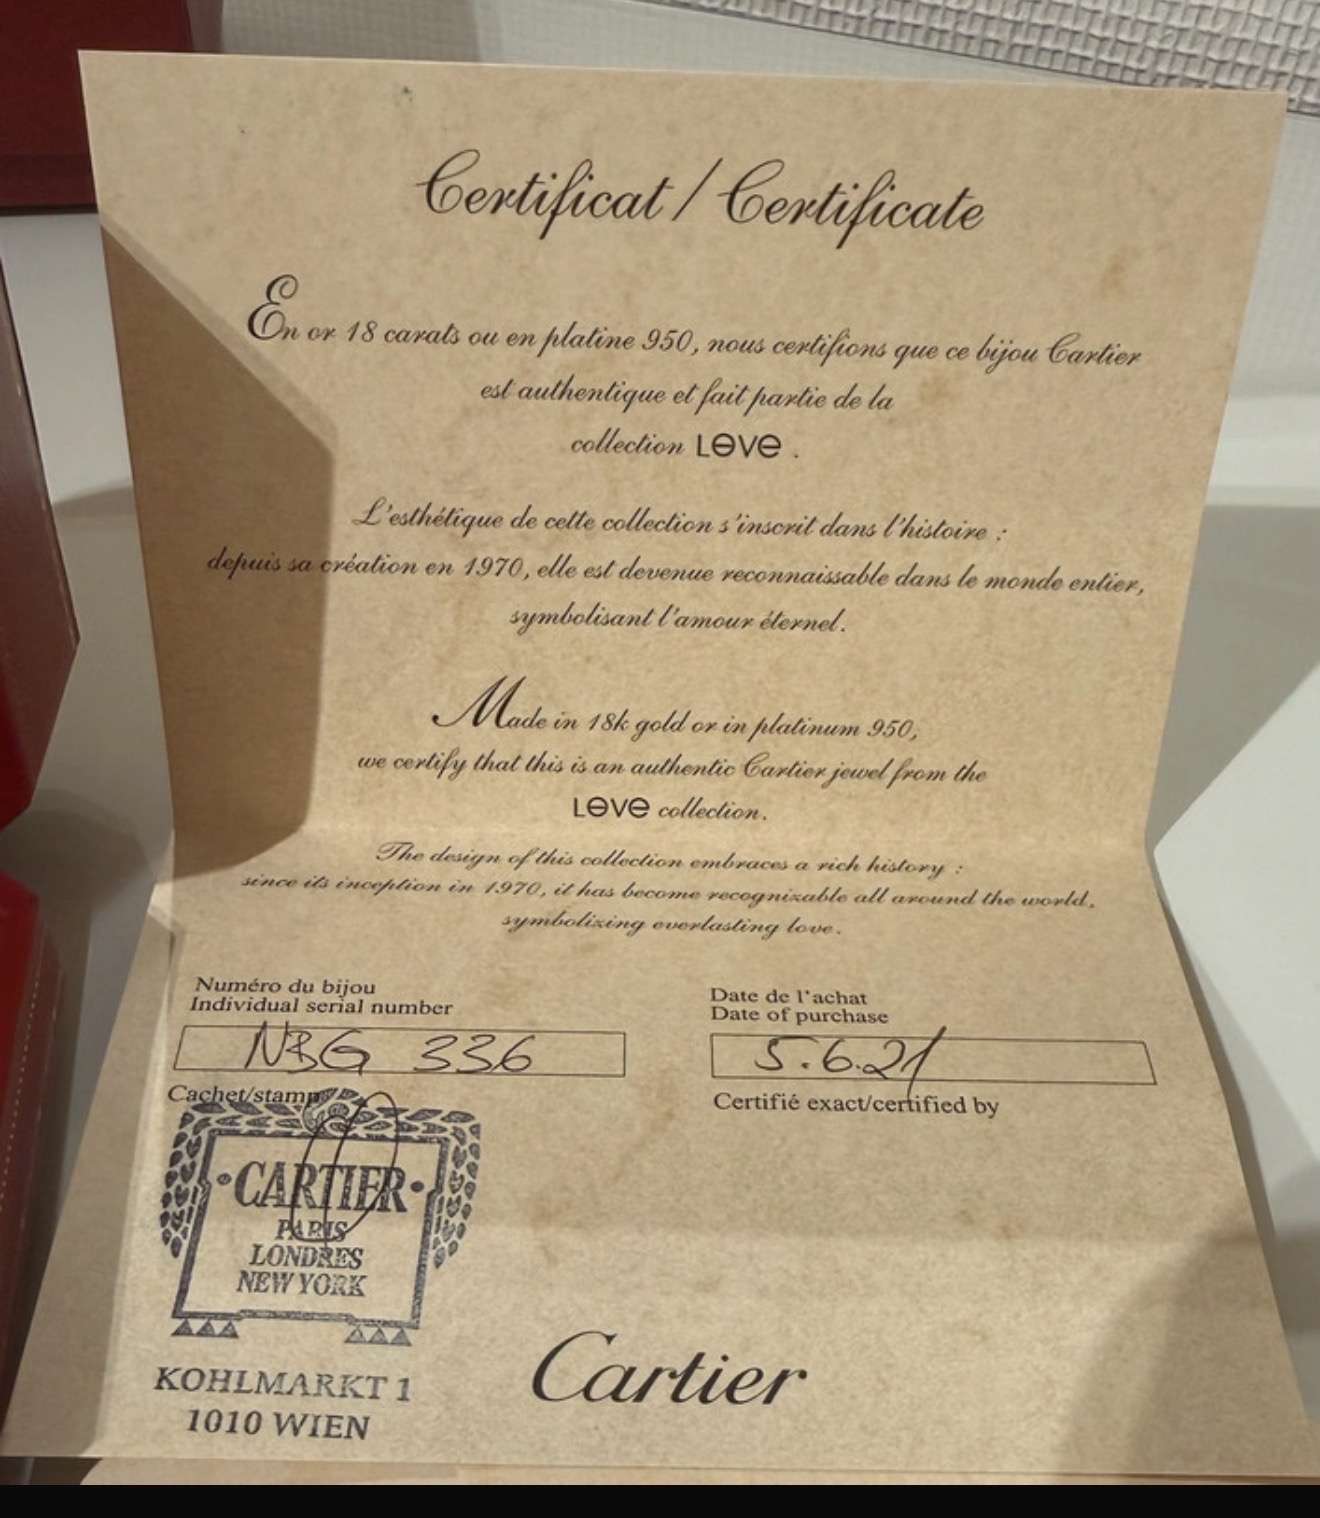 Certificat / Certificate
En or 18 carats ou en platine 950, nous certifions que ce bijou Cartier
est authentique et fait partie de la
collection LOVE .
L'esthétique de cette collection s'inscrit dans l'histoire :
depuis sa création en 1970, elle est devenue reconnaissable dans le monde entier,
symbolisant l'amour éternel.
Made in 18k gold or in platinum 950,
we certify that this is an authentic Cartier jewel from the
LOVE collection.
The design of this collection embraces a rich history :
since its inception in 1970, it has become recognizable all around the world,
symbolizing everlasting love.
Numéro du bijou
Individual serial number
NBG 336
Date de l'achat
Date of purchase
5.6.21
Cachet/stamp
Certifié exact/certified by
·CARTIER·
PARIS
LONDRES
NEW YORK
KOHLMARKT 1
1010 WIEN
Cartier